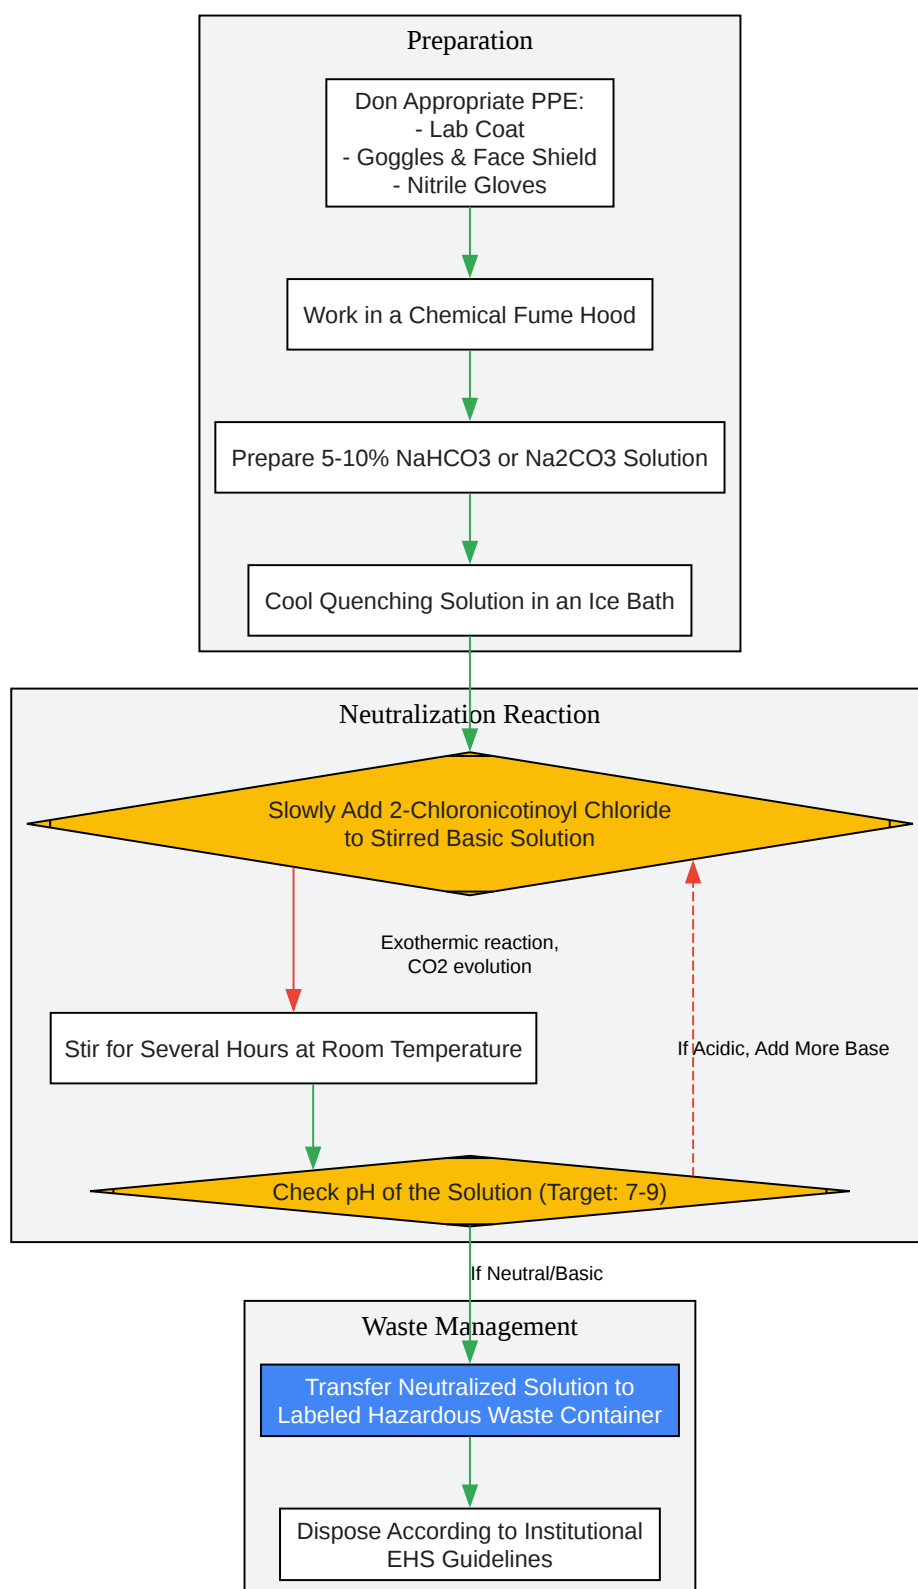 Preparation
Don Appropriate PPE:
- Lab Coat
- Goggles & Face Shield
- Nitrile Gloves
Work in a Chemical Fume Hood
Prepare 5-10% NaHCO3 or Na2CO3 Solution
Cool Quenching Solution in an Ice Bath
Neutralization Reaction
Slowly Add 2-Chloronicotinoyl Chloride
to Stirred Basic Solution
Exothermic reaction,
CO2 evolution
Stir for Several Hours at Room Temperature
If Acidic, Add More Base
Check pH of the Solution (Target: 7-9)
If Neutral/Basic
Waste Management
Transfer Neutralized Solution to
Labeled Hazardous Waste Container
Dispose According to Institutional
EHS Guidelines